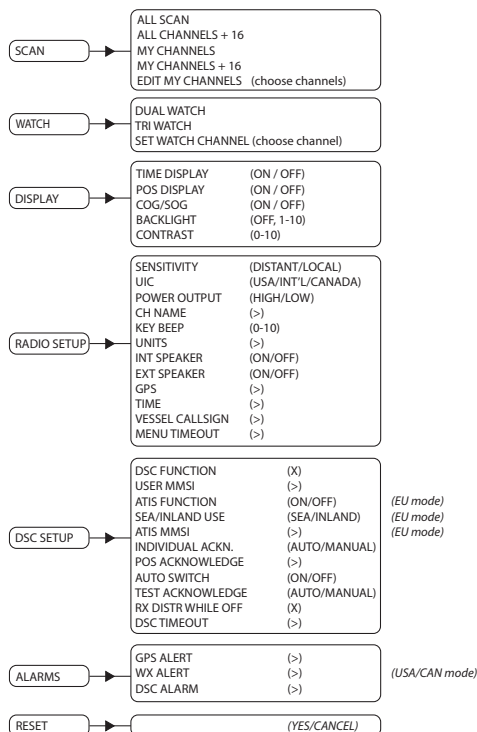 SCAN
ALL SCAN
ALL CHANNELS + 16
MY CHANNELS
MY CHANNELS + 16
EDIT MY CHANNELS (choose channels)
WATCH
DUAL WATCH
TRI WATCH
SET WATCH CHANNEL (choose channel)
DISPLAY
TIME DISPLAY (ON / OFF)
POS DISPLAY (ON / OFF)
COG/SOG (ON / OFF)
BACKLIGHT (OFF, 1-10)
CONTRAST (0-10)
RADIO SETUP
SENSITIVITY (DISTANT/LOCAL)
UIC (USA/INT'L/CANADA)
POWER OUTPUT (HIGH/LOW)
CH NAME (>)
KEY BEEP (0-10)
UNITS (>)
INT SPEAKER (ON/OFF)
EXT SPEAKER (ON/OFF)
GPS (>)
TIME (>)
VESSEL CALLSIGN (>)
MENU TIMEOUT (>)
DSC SETUP
DSC FUNCTION (X)
USER MMSI (>)
ATIS FUNCTION (ON/OFF) (EU mode)
SEA/INLAND USE (SEA/INLAND) (EU mode)
ATIS MMSI (>) (EU mode)
INDIVIDUAL ACKN. (AUTO/MANUAL)
POS ACKNOWLEDGE (>)
AUTO SWITCH (ON/OFF)
TEST ACKNOWLEDGE (AUTO/MANUAL)
RX DISTR WHILE OFF (X)
DSC TIMEOUT (>)
ALARMS
GPS ALERT (>)
WX ALERT (>) (USA/CAN mode)
DSC ALARM (>)
RESET (YES/CANCEL)